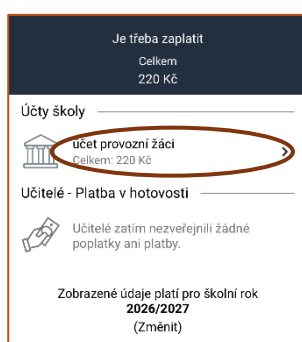 Je třeba zaplatit
Celkem
220 Kč
Účty školy
účet provozní žáci
Celkem: 220 Kč
Učitelé - Platba v hotovosti
Učitelé zatím nezveřejnili žádné
poplatky ani platby.
Zobrazené údaje platí pro školní rok
2026/2027
(Změnit)